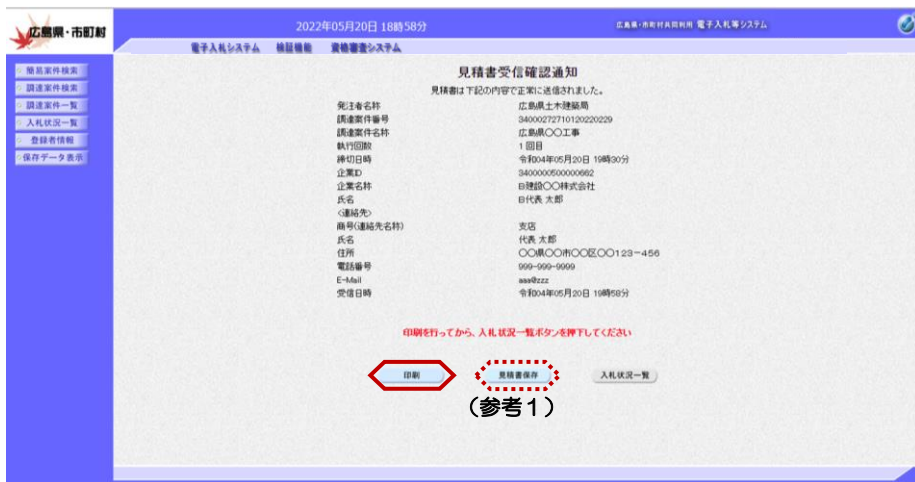 広島県・市町村
2022年05月20日 18時58分
広島県・市町村共同利用 電子入札等システム
電子入札システム 検証機能 資格審査システム
簡易案件検索
調達案件検索
調達案件一覧
入札状況一覧
登録者情報
保存データ表示
見積書受信確認通知
見積書は下記の内容で正常に送信されました。
発注者名称 広島県土木建築局
調達案件番号 34000272710120220229
調達案件名称 広島県〇〇工事
執行回数 1回目
締切日時 令和04年05月20日 19時30分
企業ID 3400000500000662
企業名称 B建設〇〇株式会社
氏名 B代表 太郎
<連絡先>
商号(連絡先名称) 支店
氏名 代表 太郎
住所 〇〇県〇〇市〇〇区〇〇123-456
電話番号 999-999-9999
E-Mail aaa@zzz
受信日時 令和04年05月20日 18時58分
印刷を行ってから、入札状況一覧ボタンを押下してください
印刷 見積書保存 入札状況一覧
(参考1)